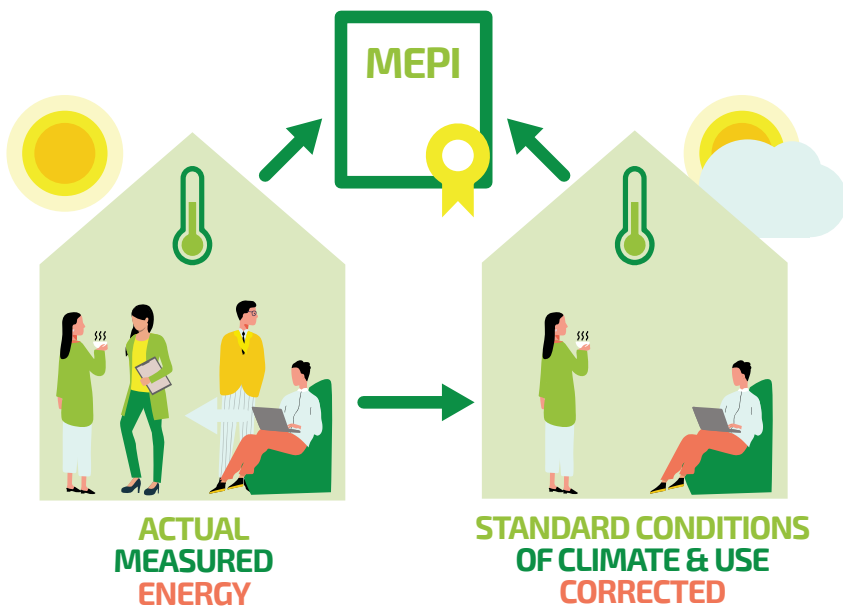 MEPI
ACTUAL
MEASURED
ENERGY
STANDARD CONDITIONS
OF CLIMATE & USE
CORRECTED